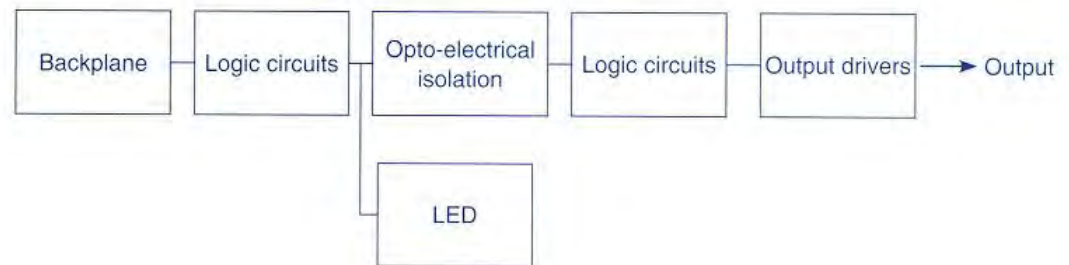 Backplane
Logic circuits
Opto-electrical
isolation
Logic circuits
Output drivers
Output
LED